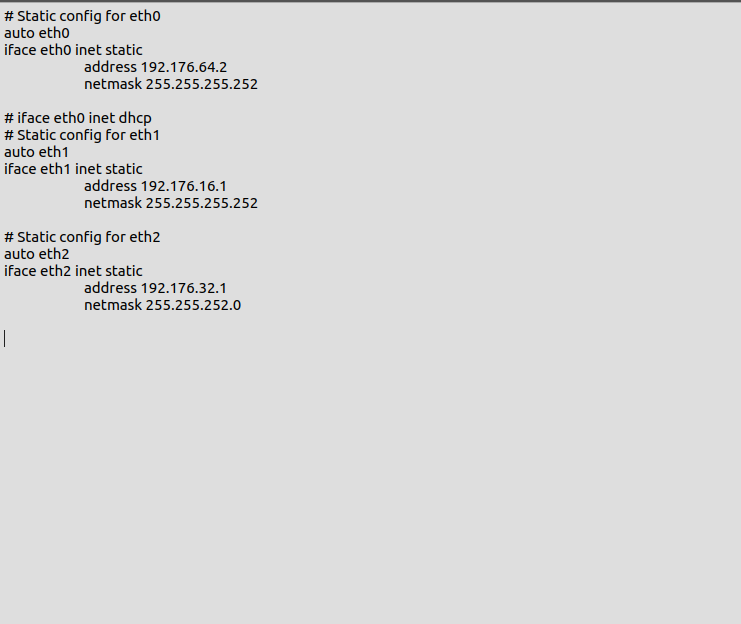 # Static config for eth0
auto eth0
iface eth0 inet static
address 192.176.64.2
netmask 255.255.255.252
# iface eth0 inet dhcp
# Static config for eth1
auto eth1
iface eth1 inet static
address 192.176.16.1
netmask 255.255.255.252
# Static config for eth2
auto eth2
iface eth2 inet static
address 192.176.32.1
netmask 255.255.252.0